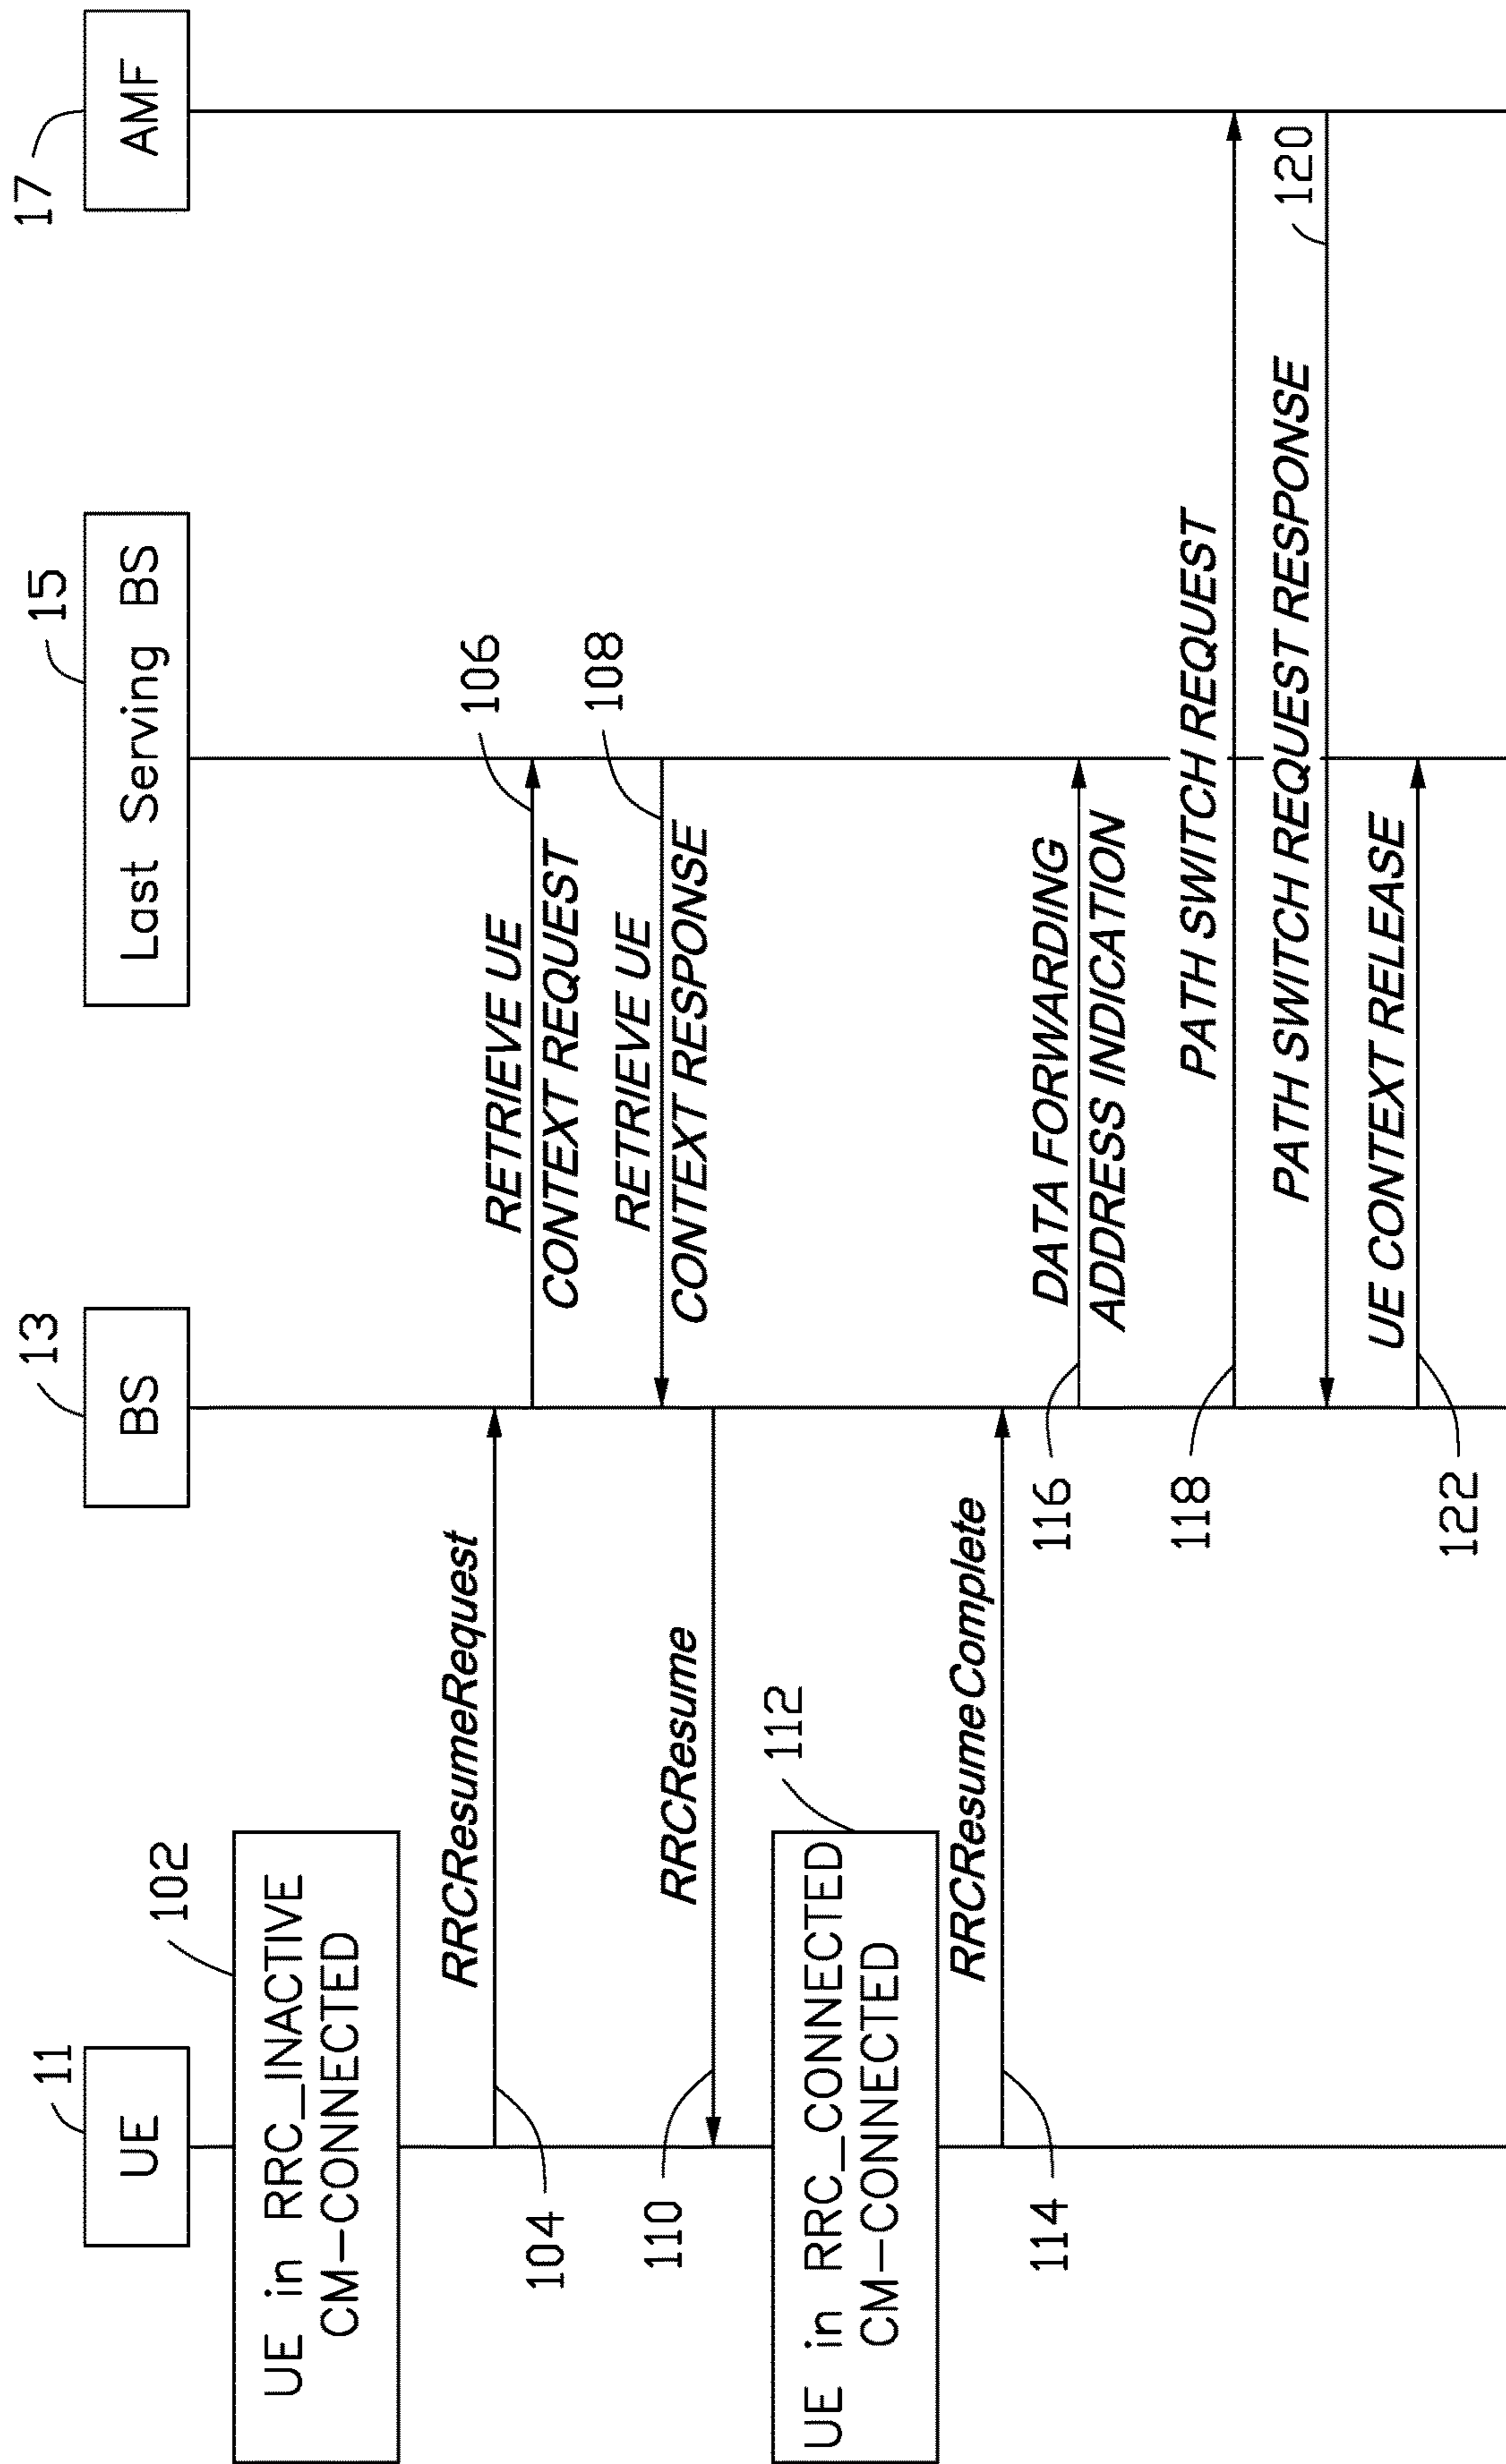 11
UE
13
BS
15
Last Serving BS
17
AMF
102
UE in RRC_INACTIVE
CM-CONNECTED
RRCResumeRequest
104
RETRIEVE UE
CONTEXT REQUEST
106
RETRIEVE UE
CONTEXT RESPONSE
108
RRCResume
110
112
UE in RRC_CONNECTED
CM-CONNECTED
RRCResumeComplete
114
DATA FORWARDING
ADDRESS INDICATION
116
PATH SWITCH REQUEST
118
PATH SWITCH REQUEST RESPONSE
120
UE CONTEXT RELEASE
122